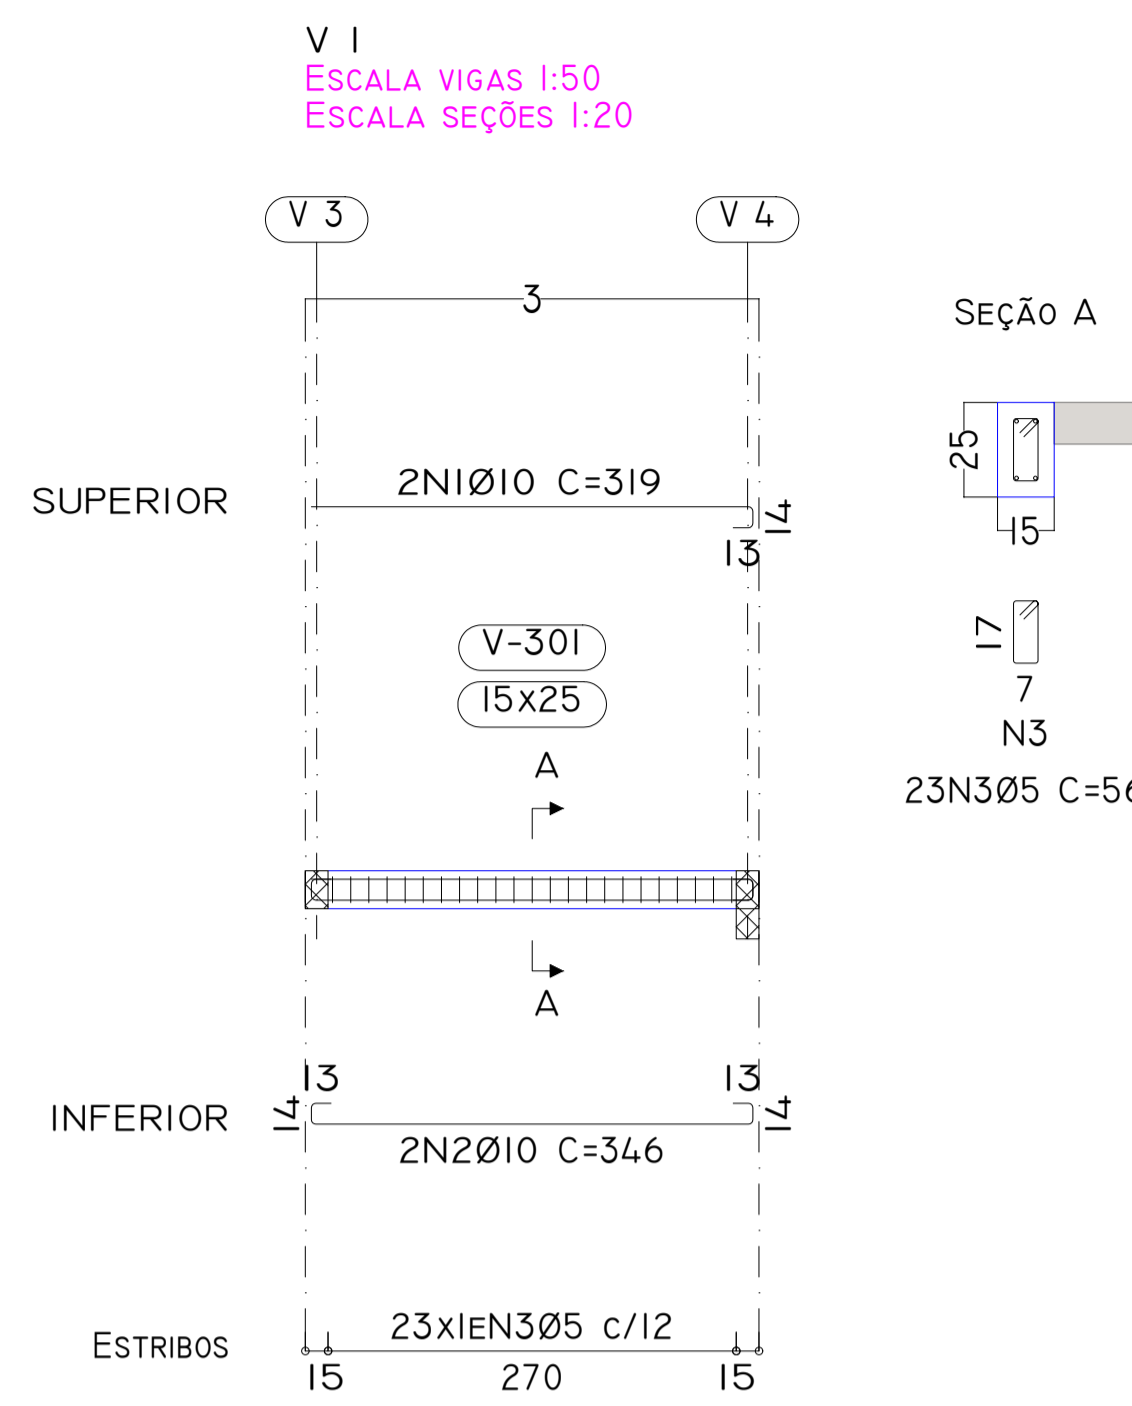 V 1
ESCALA VIGAS 1:50
ESCALA SEÇÕES 1:20
V 3
V 4
3
SEÇÃO A
25
15
SUPERIOR
2N1Ø10 C=319
14
13
V-301
15x25
17
7
N3
23N3Ø5 C=56
A
A
INFERIOR
13
14
13
14
2N2Ø10 C=346
ESTRIBOS
23x1EN3Ø5 C/12
15
270
15